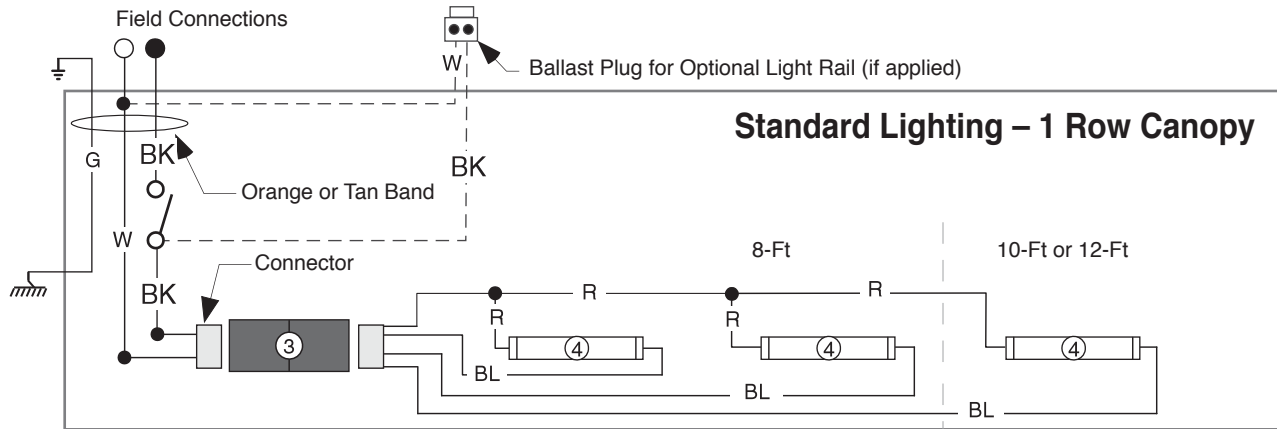 Field Connections
W
Ballast Plug for Optional Light Rail (if applied)
Standard Lighting – 1 Row Canopy
G
BK
BK
Orange or Tan Band
W
8-Ft
10-Ft or 12-Ft
Connector
BK
R
R
R
R
3
4
4
4
BL
BL
BL